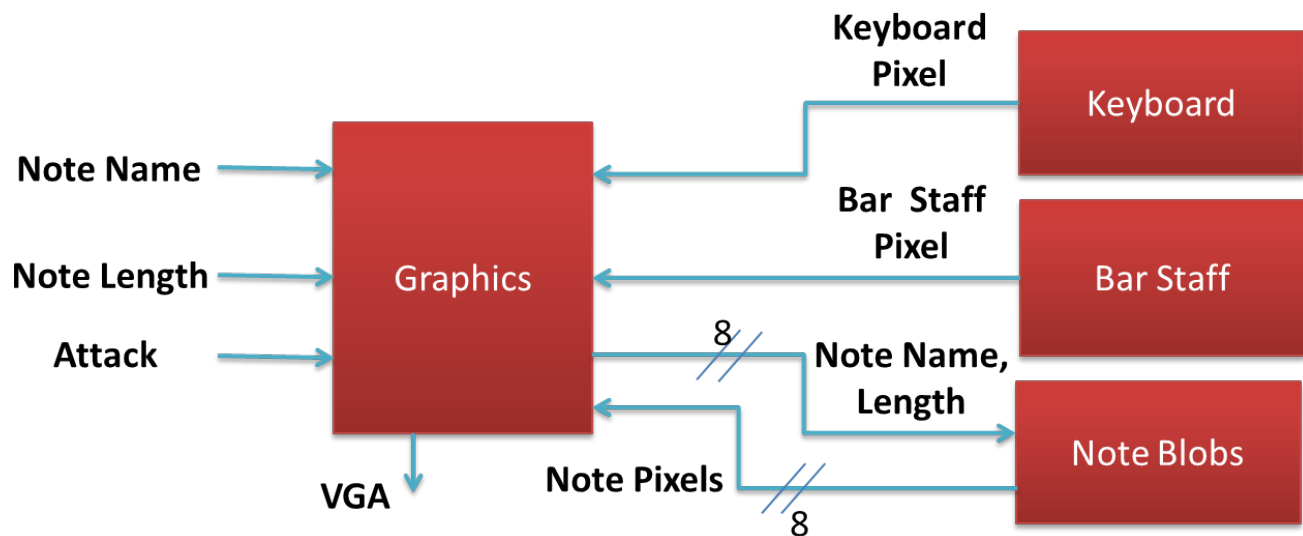 Keyboard
Pixel
Keyboard
Note Name
Bar Staff
Pixel
Note Length
Graphics
Bar Staff
Attack
8
Note Name,
Length
Note Blobs
Note Pixels
VGA
8